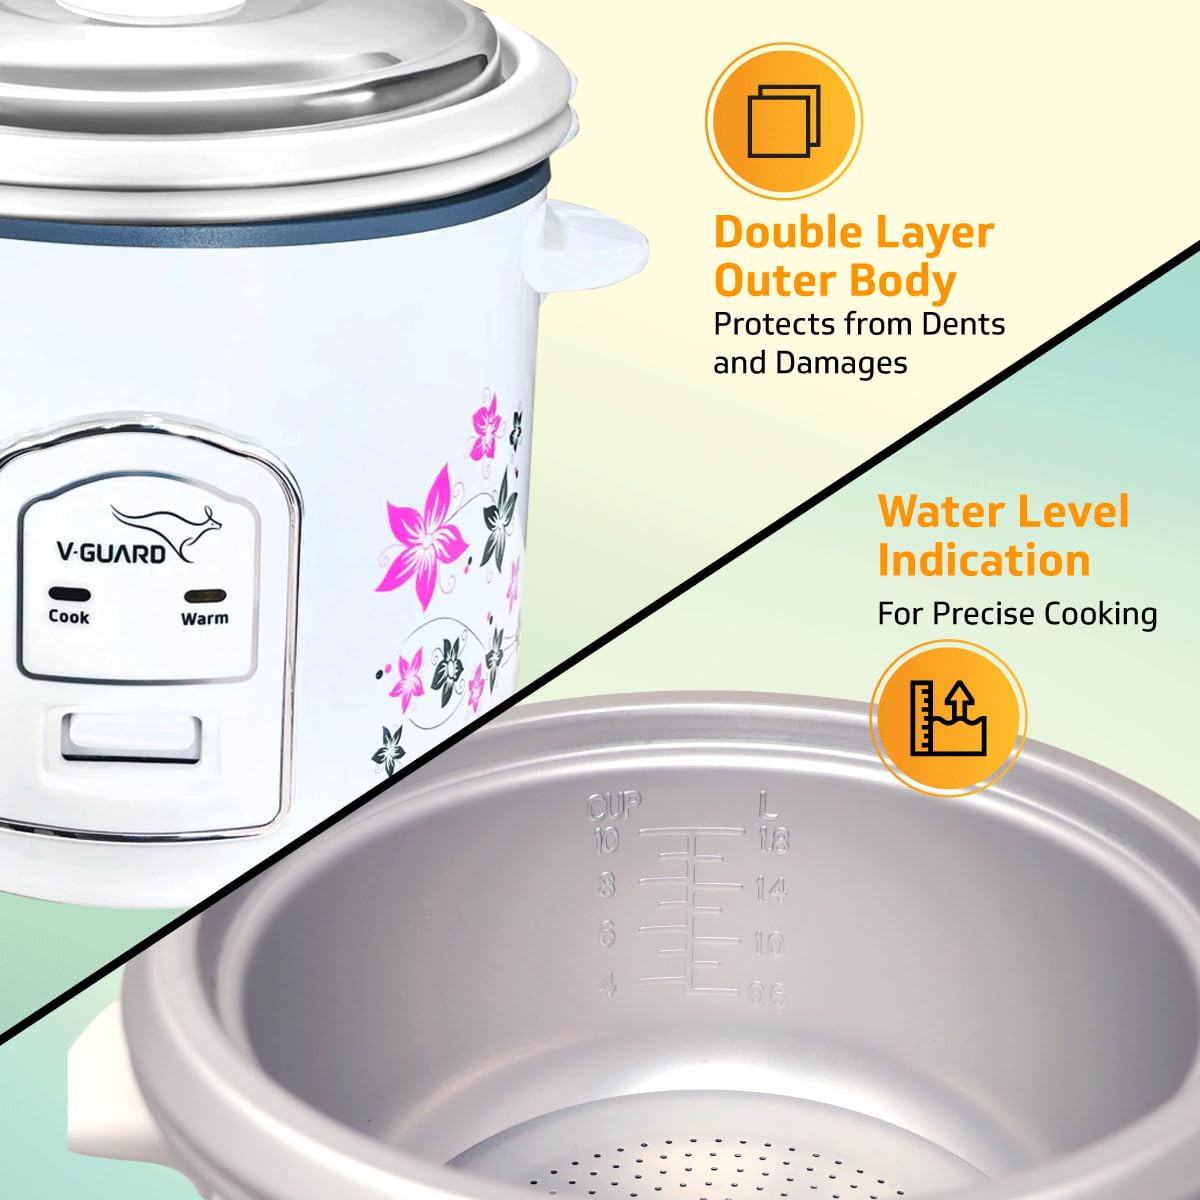 Double Layer
Outer Body
Protects from Dents
and Damages
Water Level
Indication
For Precise Cooking
V-GUARD
Cook Warm
CUP L
10 1.8
8 1.4
6 1.0
4 0.6